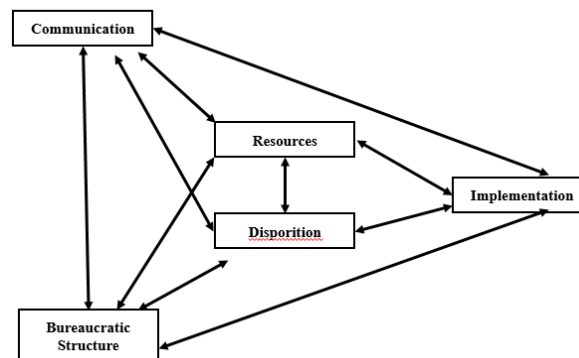 Communication
Resources
Implementation
Disporition
Bureaucratic
Structure